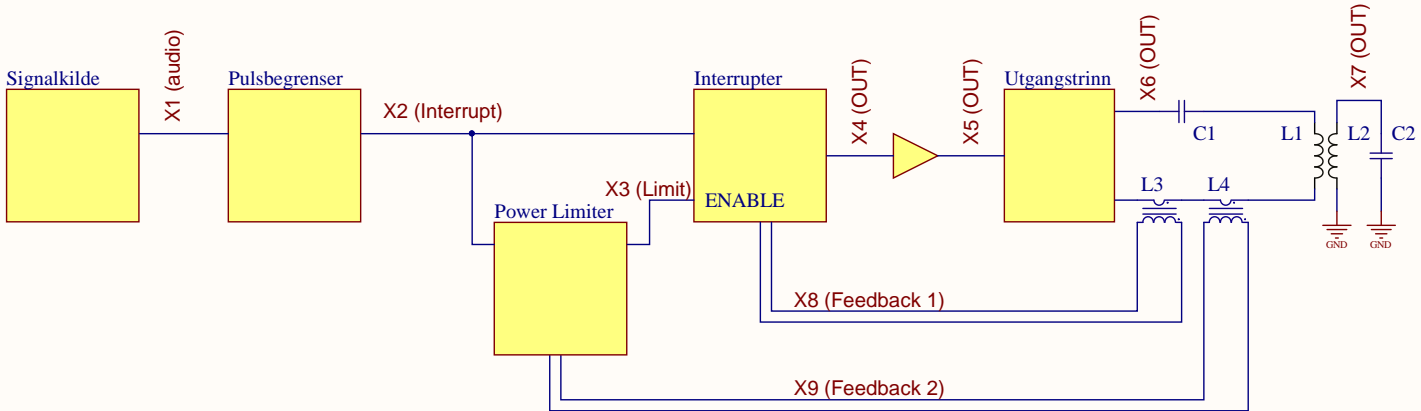 Signalkilde
X1 (audio)
Pulsbegrenser
X2 (Interrupt)
Interrupter
X4 (OUT)
X5 (OUT)
Utgangstrinn
X6 (OUT)
X7 (OUT)
C1
L1
L2
C2
X3 (Limit)
ENABLE
Power Limiter
L3
L4
GND
GND
X8 (Feedback 1)
X9 (Feedback 2)